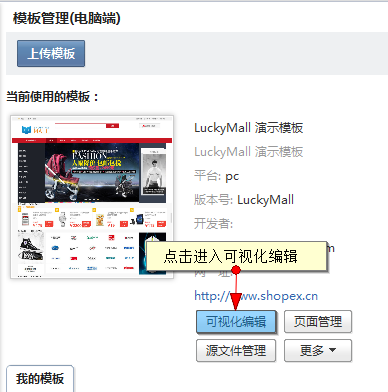 模板管理(电脑端)
上传模板
当前使用的模板：
FASHION
LuckyMall 演示模板
LuckyMall 演示模板
平台: pc
版本号: LuckyMall
开发者:
点击进入可视化编辑
http://www.shopex.cn
可视化编辑 页面管理
源文件管理 更多
我的模板